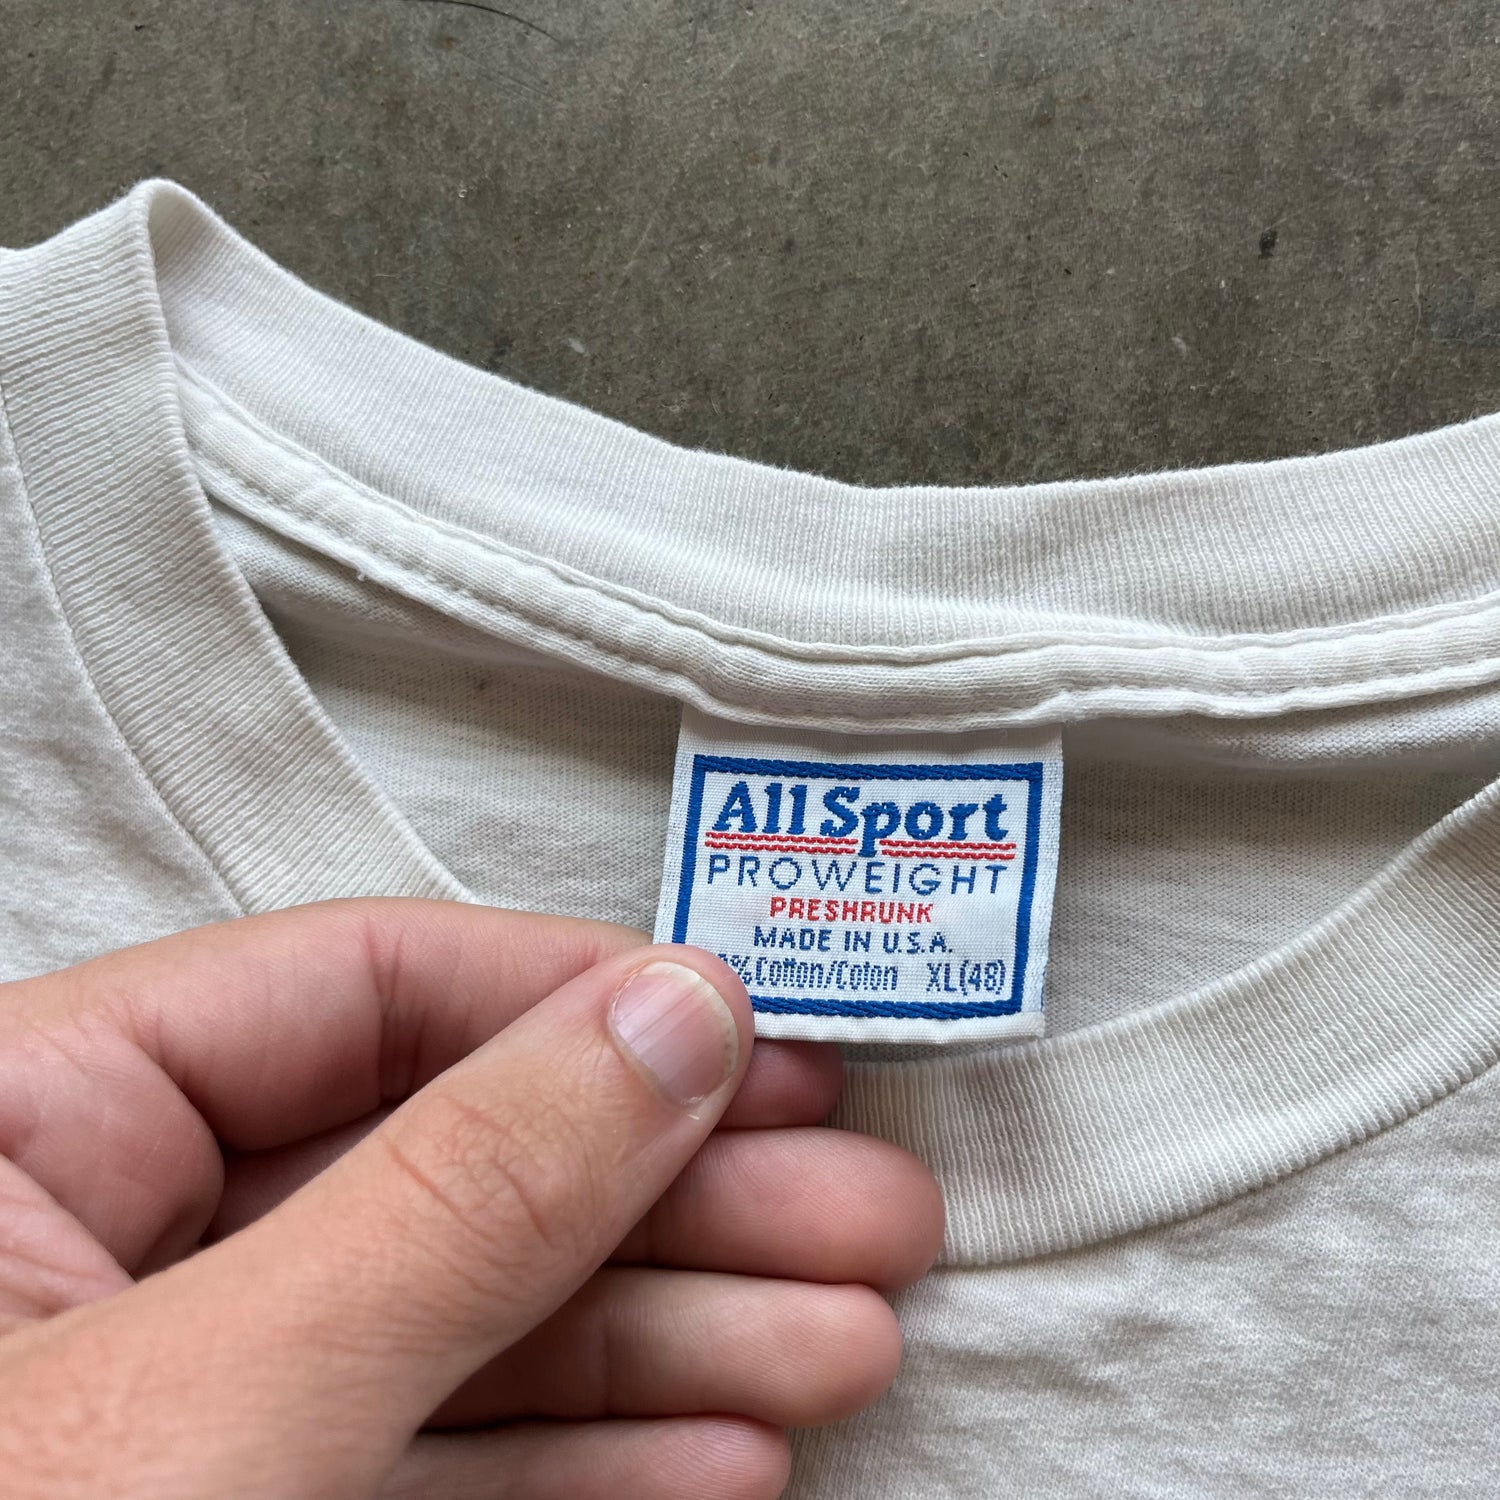 All Sport
PROWEIGHT
PRESHRUNK
MADE IN U.S.A.
% Cotton/Coton XL(48)